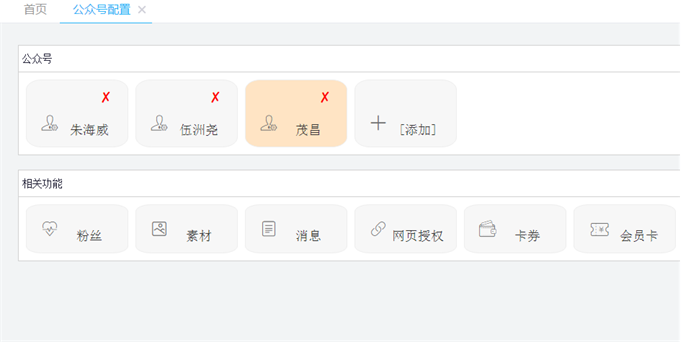 首页 公众号配置
公众号
朱海威 伍洲尧 茂昌 [添加]
相关功能
粉丝 素材 消息 网页授权 卡券 会员卡